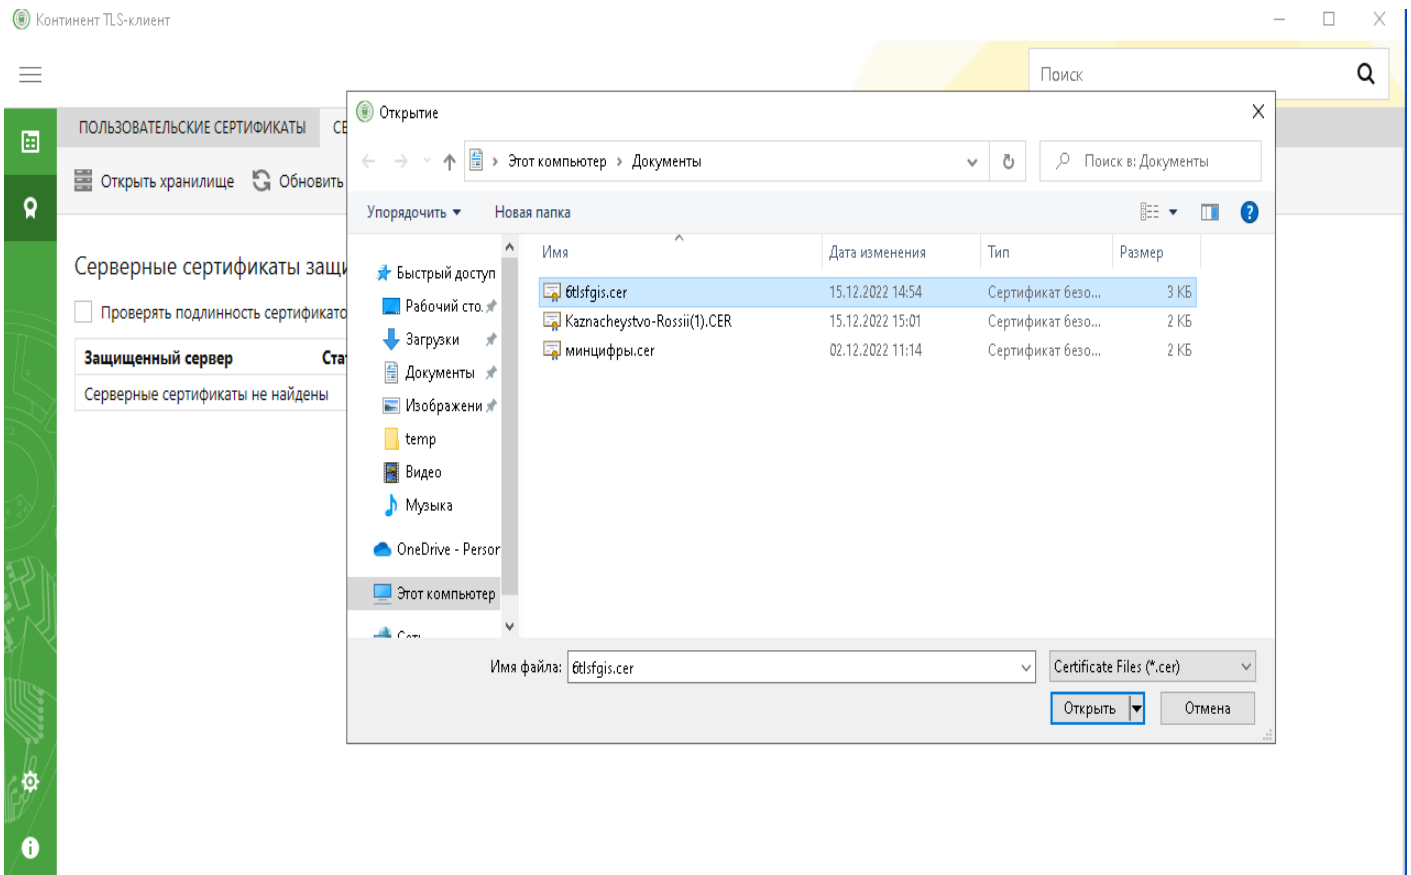 Континент TLS-клиент
Поиск
ПОЛЬЗОВАТЕЛЬСКИЕ СЕРТИФИКАТЫ СЕ
Открыть хранилище Обновить
Серверные сертификаты защи
Проверять подлинность сертификато
Защищенный сервер Ста
Серверные сертификаты не найдены
Открытие
Этот компьютер › Документы
Поиск в: Документы
Упорядочить Новая папка
Имя Дата изменения Тип Размер
6tlsfgis.cer 15.12.2022 14:54 Сертификат безо... 3 КБ
Kaznacheystvo-Rossii(1).CER 15.12.2022 15:01 Сертификат безо... 2 КБ
минцифры.cer 02.12.2022 11:14 Сертификат безо... 2 КБ
Быстрый доступ
Рабочий сто.
Загрузки
Документы
Изображени
temp
Видео
Музыка
OneDrive - Person
Этот компьютер
Сеть
Имя файла: 6tlsfgis.cer
Certificate Files (*.cer)
Открыть Отмена